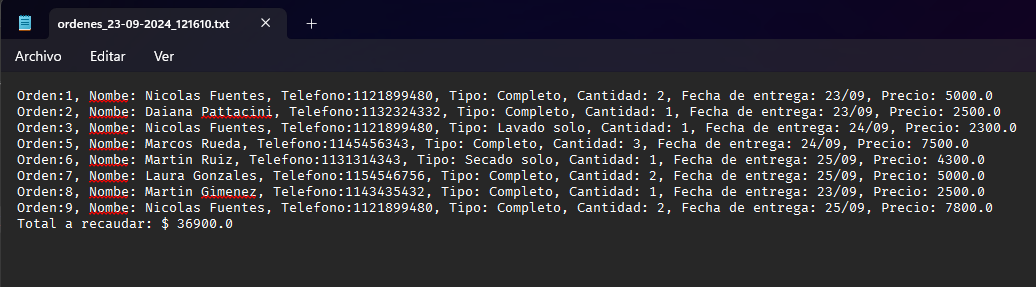 ordenes_23-09-2024_121610.txt
Archivo Editar Ver
Orden:1, Nombe: Nicolas Fuentes, Telefono:1121899480, Tipo: Completo, Cantidad: 2, Fecha de entrega: 23/09, Precio: 5000.0
Orden:2, Nombe: Daiana Pattacini, Telefono:1132324332, Tipo: Completo, Cantidad: 1, Fecha de entrega: 23/09, Precio: 2500.0
Orden:3, Nombe: Nicolas Fuentes, Telefono:1121899480, Tipo: Lavado solo, Cantidad: 1, Fecha de entrega: 24/09, Precio: 2300.0
Orden:5, Nombe: Marcos Rueda, Telefono:1145456343, Tipo: Completo, Cantidad: 3, Fecha de entrega: 24/09, Precio: 7500.0
Orden:6, Nombe: Martin Ruiz, Telefono:1131314343, Tipo: Secado solo, Cantidad: 1, Fecha de entrega: 25/09, Precio: 4300.0
Orden:7, Nombe: Laura Gonzales, Telefono:1154546756, Tipo: Completo, Cantidad: 2, Fecha de entrega: 25/09, Precio: 5000.0
Orden:8, Nombe: Martin Gimenez, Telefono:1143435432, Tipo: Completo, Cantidad: 1, Fecha de entrega: 23/09, Precio: 2500.0
Orden:9, Nombe: Nicolas Fuentes, Telefono:1121899480, Tipo: Completo, Cantidad: 2, Fecha de entrega: 25/09, Precio: 7800.0
Total a recaudar: $ 36900.0